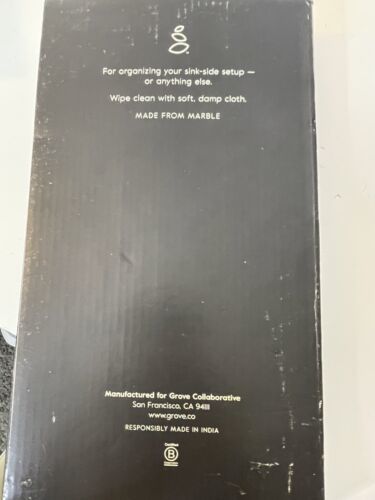 For organizing your sink-side setup —
or anything else.
Wipe clean with soft, damp cloth.
MADE FROM MARBLE
Manufactured for Grove Collaborative
San Francisco, CA 94111
www.grove.co
RESPONSIBLY MADE IN INDIA
Certified
B